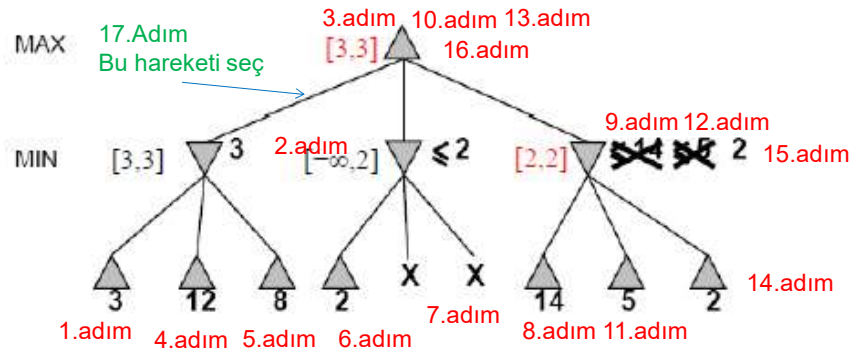 3.adım 10.adım 13.adım
17.Adım
MAX [3,3] 16.adım
Bu hareketi seç
9.adım 12.adım
MIN [3,3] 3 2.adım [-∞,2] ⩽ 2 [2,2] ⩽ 14 ⩽ 5 2 15.adım
3 12 8 2 X X 14 5 2 14.adım
1.adım 4.adım 5.adım 6.adım 7.adım 8.adım 11.adım